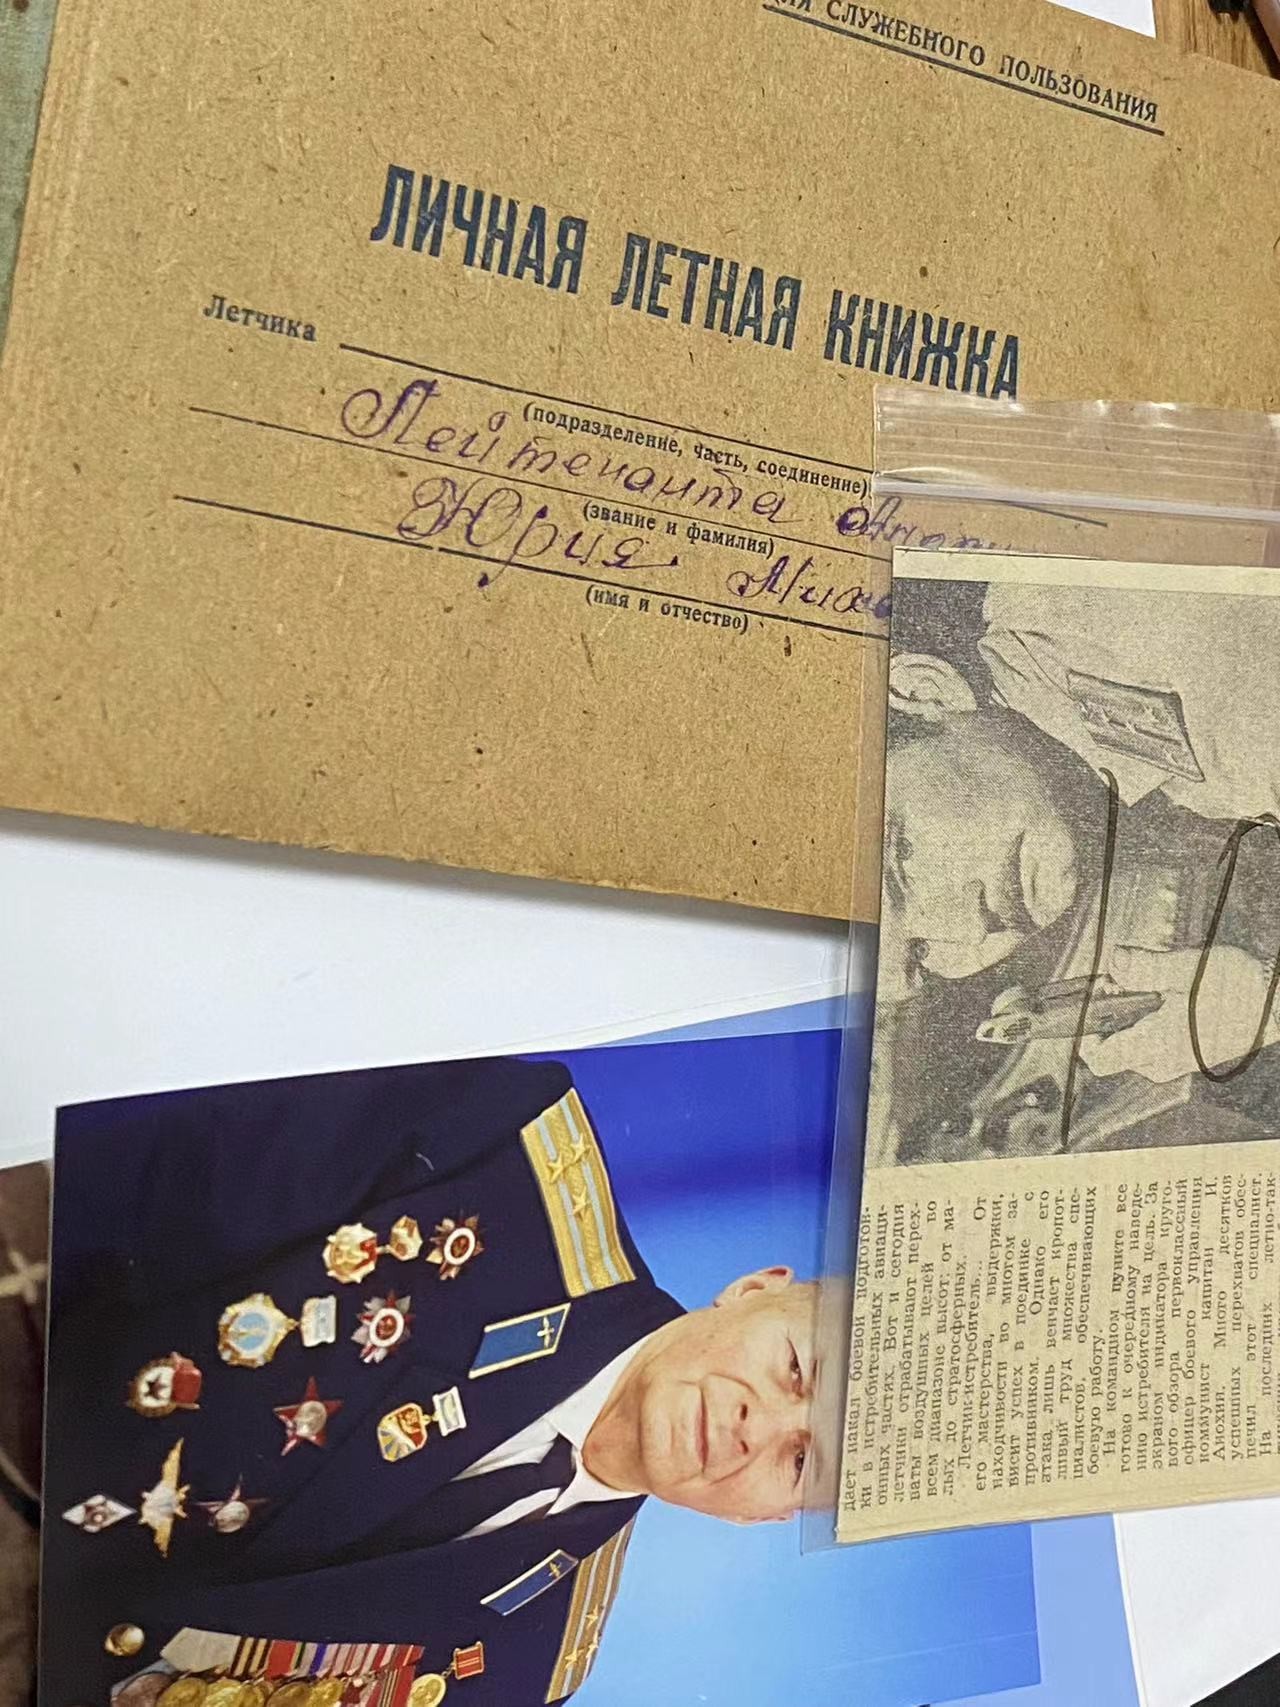 СЛУЖЕБНОГО ПОЛЬЗОВАНИЯ
ЛИЧНАЯ ЛЕТНАЯ КНИЖКА
Летчика
(подразделение, часть, соединение)
Лейтенанта
(звание и фамилия)
Юрия
(имя и отчество)
дает накал боевой подготов-
ки в истребительных авиаци-
онных частях. Вот и сегодня
летчики отрабатывают перех-
ваты воздушных целей во
всем диапазоне высот: от ма-
лых до стратосферных.
Летчик-истребитель... От
его мастерства, выдержки,
находчивости во многом за-
висит успех в поединке с
противником. Однако его
атака лишь венчает кропот-
ливый труд множества спе-
циалистов, обеспечивающих
боевую работу.
На командном пункте все
готово к очередному наведе-
нию истребителя на цель. За
экраном индикатора круго-
вого обзора первоклассный
офицер боевого управления
коммунист капитан И.
Анохин. Много десятков
успешных перехватов обес-
печил этот специалист.
На последних летно-так-